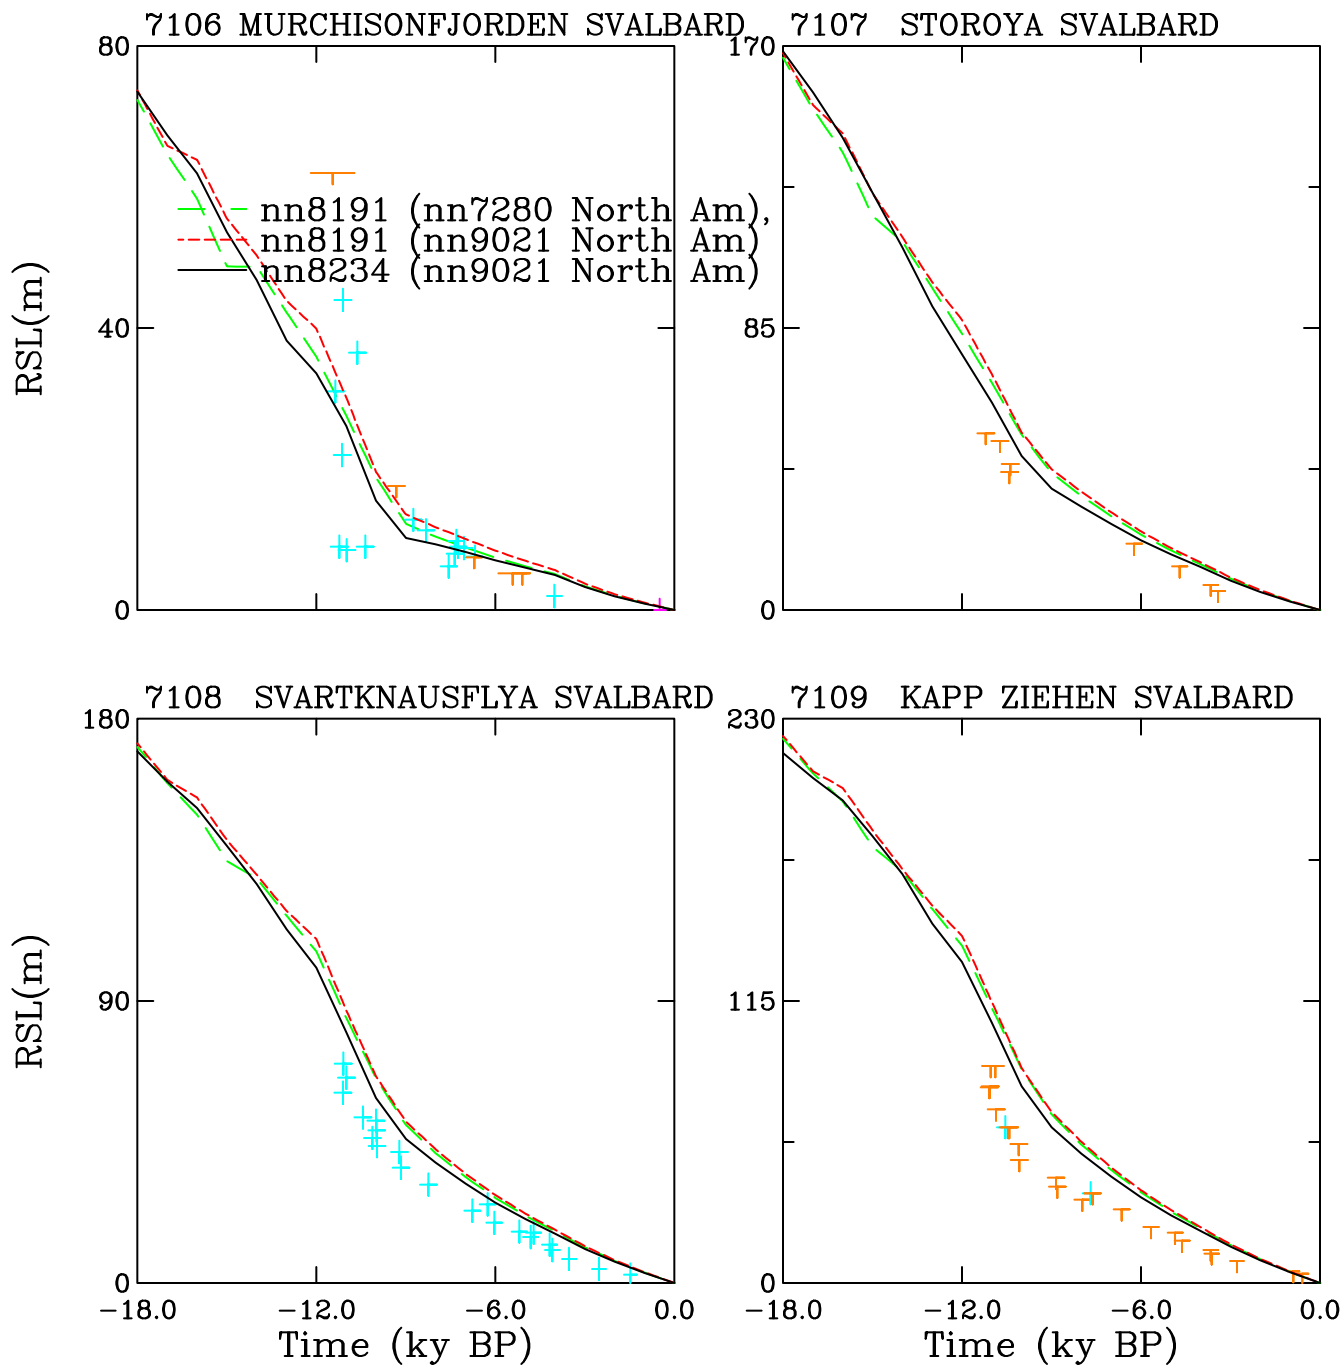 7106 MURCHISONFJORDEN SVALBARD
80
40
0
RSL(m)
nn8191 (nn7280 North Am),
nn8191 (nn9021 North Am)
nn8234 (nn9021 North Am)
7107 STOROYA SVALBARD
170
85
0
7108 SVARTKNAUSFLYA SVALBARD
180
90
0
RSL(m)
-18.0 -12.0 -6.0 0.0
Time (ky BP)
7109 KAPP ZIEHEN SVALBARD
230
115
0
-18.0 -12.0 -6.0 0.0
Time (ky BP)